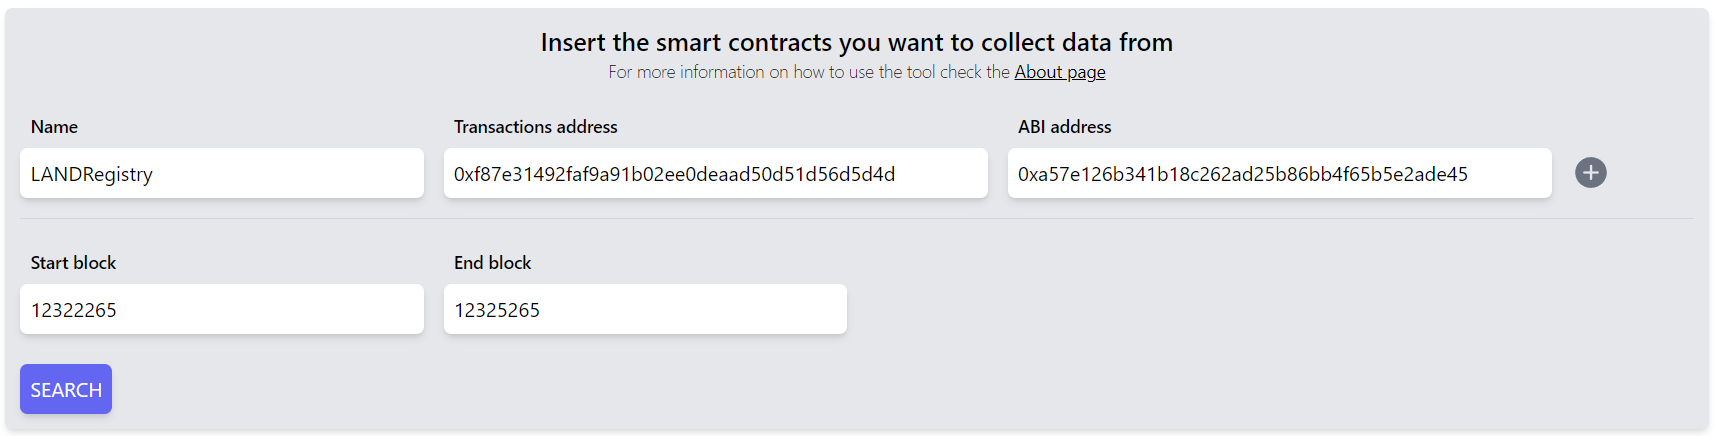 Insert the smart contracts you want to collect data from
For more information on how to use the tool check the About page
Name Transactions address ABI address
LANDRegistry 0xf87e31492faf9a91b02ee0deaad50d51d56d5d4d 0xa57e126b341b18c262ad25b86bb4f65b5e2ade45
Start block End block
12322265 12325265
SEARCH